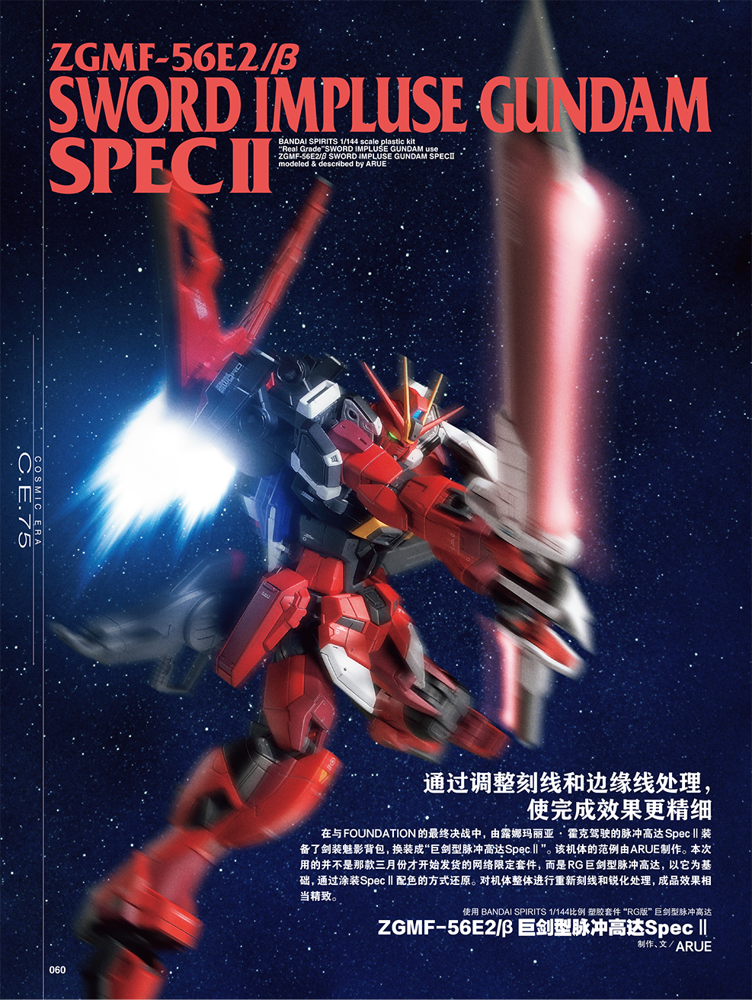 ZGMF-56E2/β
SWORD IMPLUSE GUNDAM
SPECⅡ
BANDAI SPIRITS 1/144 scale plastic kit
"Real Grade"SWORD IMPLUSE GUNDAM use
ZGMF-56E2/β SWORD IMPLUSE GUNDAM SPECⅡ
modeled & described by ARUE
COSMIC ERA
C.E.75
通过调整刻线和边缘线处理，
使完成效果更精细
在与FOUNDATION的最终决战中，由露娜玛丽亚・霍克驾驶的脉冲高达SpecⅡ装
备了剑装魅影背包，换装成“巨剑型脉冲高达SpecⅡ”。该机体的范例由ARUE制作。本次
用的并不是那款三月份才开始发货的网络限定套件，而是RG巨剑型脉冲高达，以它为基
础，通过涂装SpecⅡ配色的方式还原。对机体整体进行重新刻线和锐化处理，成品效果相
当精致。
使用 BANDAI SPIRITS 1/144比例 塑胶套件 “RG版” 巨剑型脉冲高达
ZGMF-56E2/β 巨剑型脉冲高达SpecⅡ
制作、文／ARUE
060